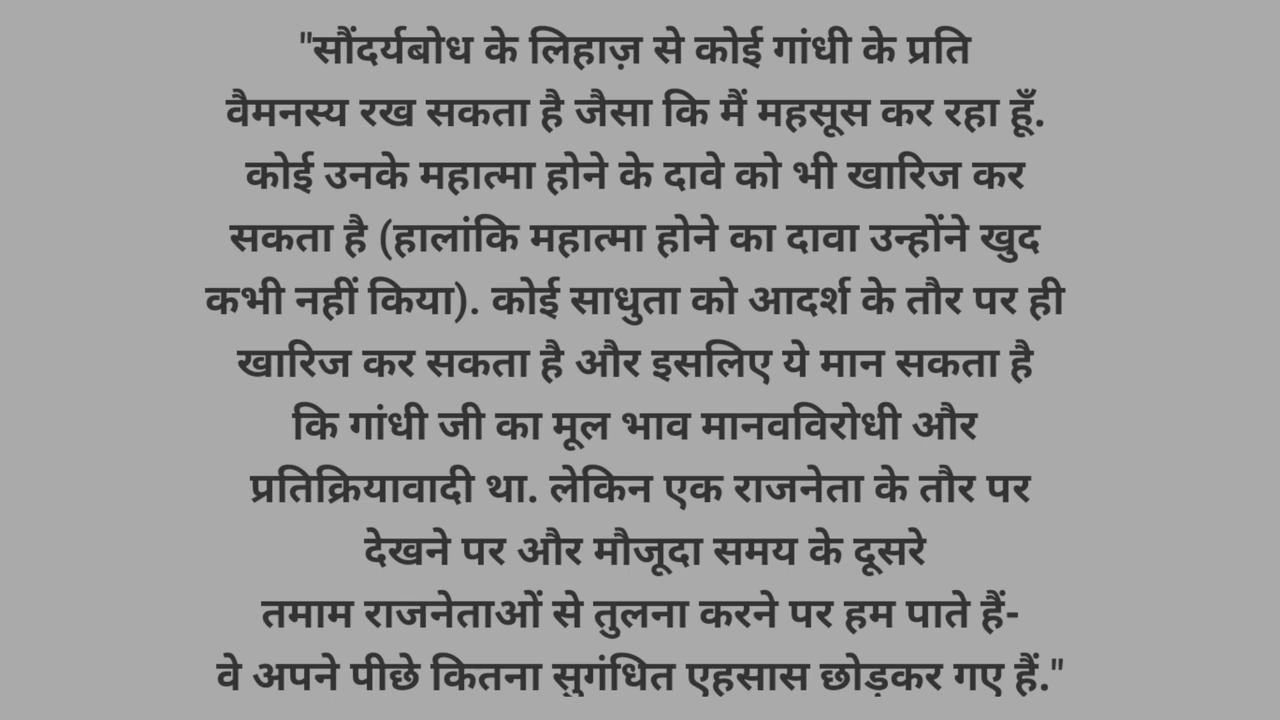 "सौंदर्यबोध के लिहाज़ से कोई गांधी के प्रति
वैमनस्य रख सकता है जैसा कि मैं महसूस कर रहा हूँ.
कोई उनके महात्मा होने के दावे को भी खारिज कर
सकता है (हालांकि महात्मा होने का दावा उन्होंने खुद
कभी नहीं किया). कोई साधुता को आदर्श के तौर पर ही
खारिज कर सकता है और इसलिए ये मान सकता है
कि गांधी जी का मूल भाव मानवविरोधी और
प्रतिक्रियावादी था. लेकिन एक राजनेता के तौर पर
देखने पर और मौजूदा समय के दूसरे
तमाम राजनेताओं से तुलना करने पर हम पाते हैं-
वे अपने पीछे कितना सुगंधित एहसास छोड़कर गए हैं."